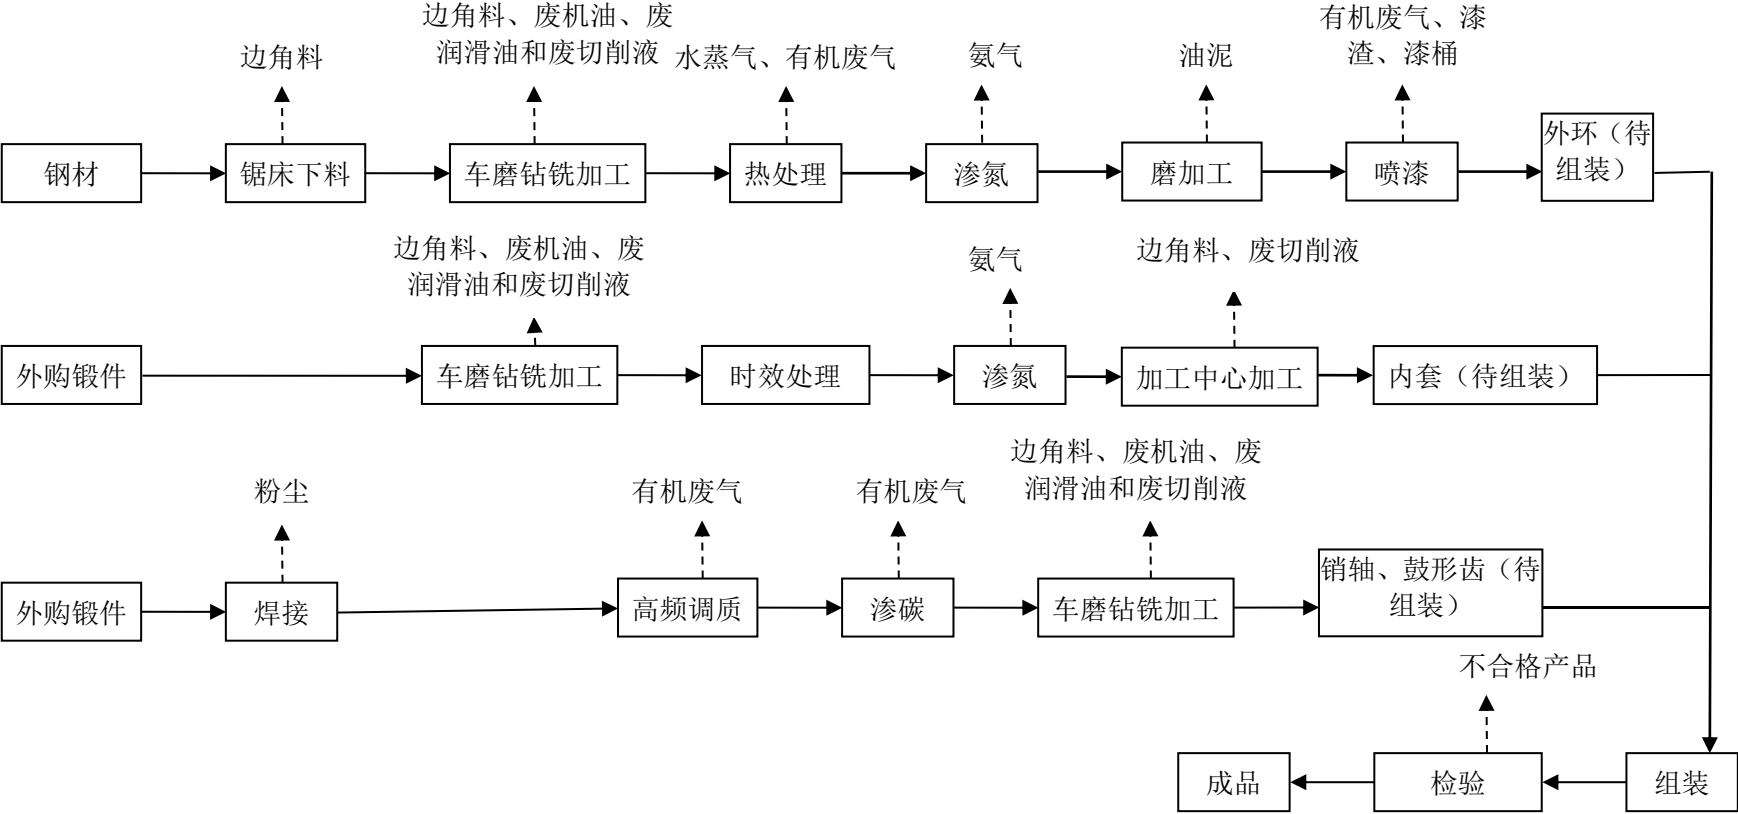 边角料、废机油、废
润滑油和废切削液
边角料
水蒸气、有机废气
氨气
油泥
有机废气、漆
渣、漆桶
钢材
锯床下料
车磨钻铣加工
热处理
渗氮
磨加工
喷漆
外环（待
组装）
边角料、废机油、废
润滑油和废切削液
氨气
边角料、废切削液
外购锻件
车磨钻铣加工
时效处理
渗氮
加工中心加工
内套（待组装）
粉尘
有机废气
有机废气
边角料、废机油、废
润滑油和废切削液
外购锻件
焊接
高频调质
渗碳
车磨钻铣加工
销轴、鼓形齿（待
组装）
不合格产品
成品
检验
组装